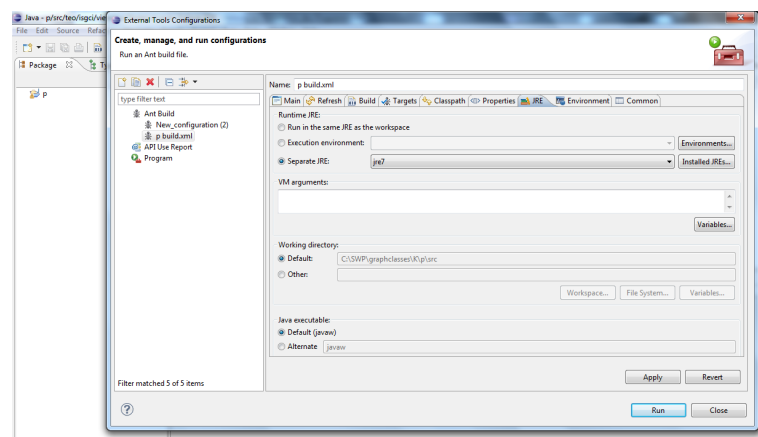 Java - p/src/teo/isgci/vie
External Tools Configurations
File Edit Source Refac
Create, manage, and run configurations
Run an Ant build file.
Package
p
type filter text
Ant Build
New_configuration (2)
p build.xml
API Use Report
Program
Filter matched 5 of 5 items
Name: p build.xml
Main Refresh Build Targets Classpath Properties JRE Environment Common
Runtime JRE:
Run in the same JRE as the workspace
Execution environment: Environments...
Separate JRE: jre7 Installed JREs...
VM arguments:
Variables...
Working directory:
Default: C:\SWP\graphclasses\K\p\src
Other:
Workspace... File System... Variables...
Java executable:
Default (javaw)
Alternate javaw
Apply Revert
Run Close